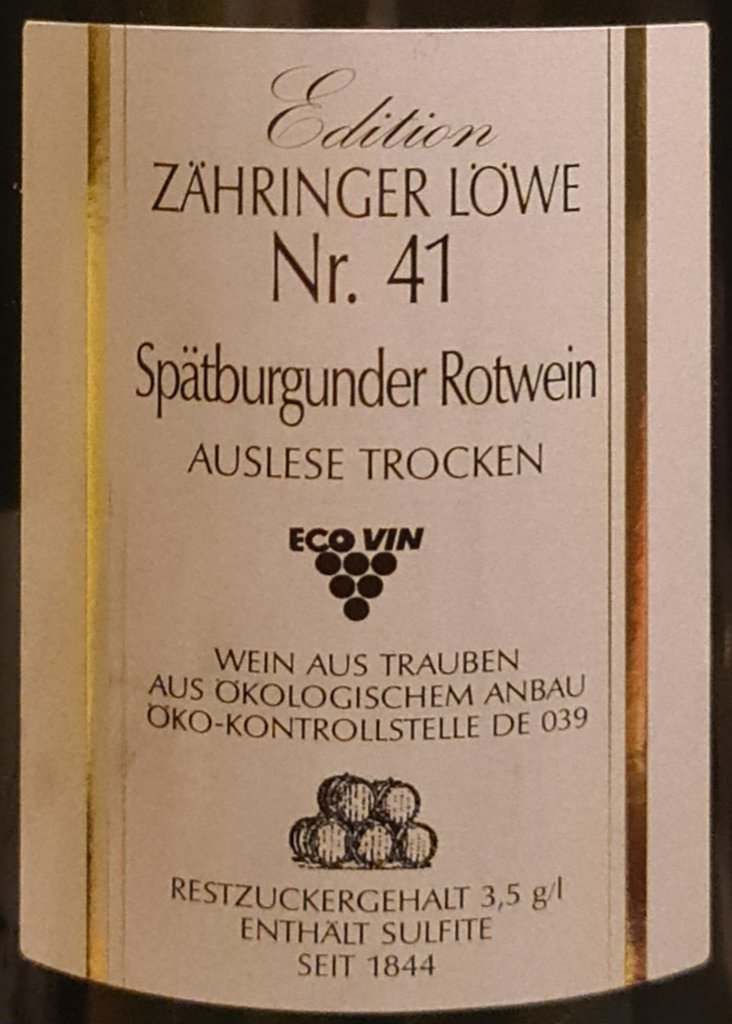 Edition
ZÄHRINGER LÖWE
Nr. 41
Spätburgunder Rotwein
AUSLESE TROCKEN
ECO VIN
WEIN AUS TRAUBEN
AUS ÖKOLOGISCHEM ANBAU
ÖKO-KONTROLLSTELLE DE 039
RESTZUCKERGEHALT 3,5 g/l
ENTHÄLT SULFITE
SEIT 1844